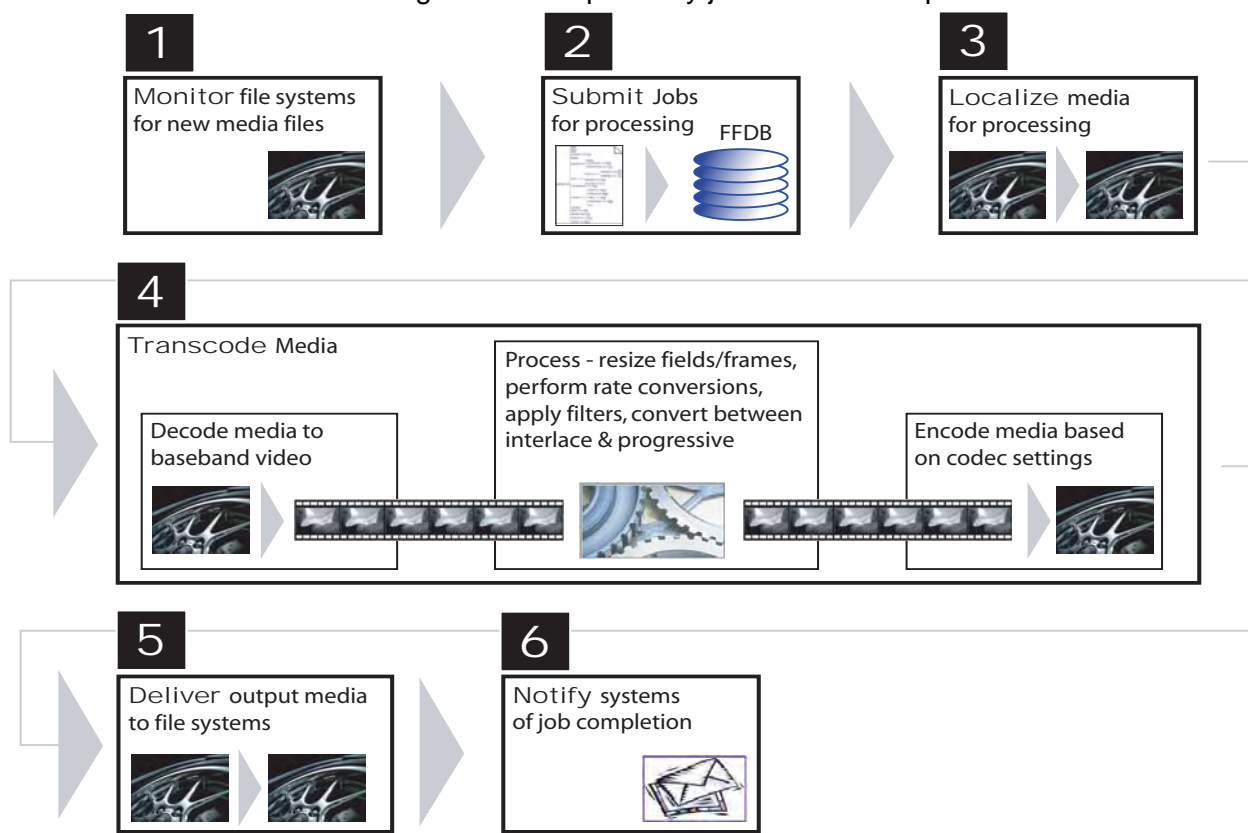 1
Monitor file systems
for new media files
2
Submit Jobs
for processing
FFDB
3
Localize media
for processing
4
Transcode Media
Decode media to
baseband video
Process - resize fields/frames,
perform rate conversions,
apply filters, convert between
interlace & progressive
Encode media based
on codec settings
5
Deliver output media
to file systems
6
Notify systems
of job completion